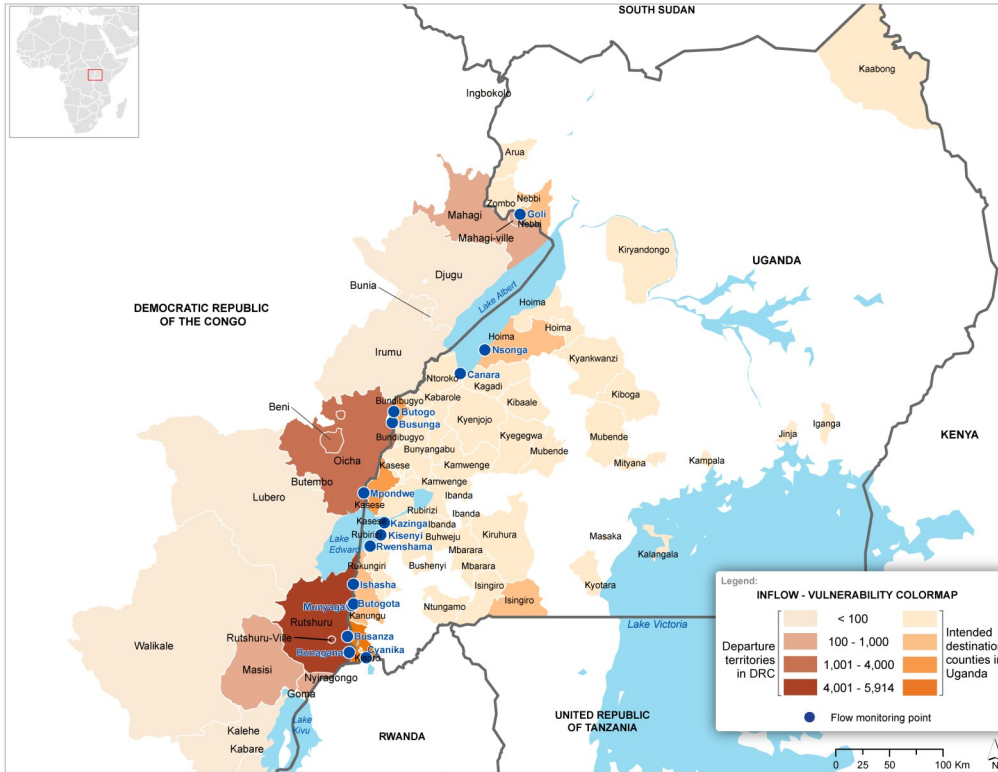 SOUTH SUDAN
Kaabong
Ingbokolo
Arua
Zombo
Nebbi
Mahagi
Goli
Nebbi
Mahagi-ville
Kiryandongo
UGANDA
Djugu
Bunia
Lake Albert
DEMOCRATIC REPUBLIC
OF THE CONGO
Hoima
Hoima
Hoima
Nsonga
Irumu
Kyankwanzi
Canara
Ntoroko
Kagadi
Kiboga
Bundibugyo
Kabarole
Kibaale
Beni
Butogo
Busunga
Kyenjojo
Iganga
Jinja
KENYA
Bundibugyo
Kyegegwa
Mubende
Bunyangabu
Mubende
Kampala
Oicha
Kasese
Kamwenge
Mityana
Butembo
Kamwenge
Lubero
Mpondwe
Ibanda
Kasese
Rubirizi
Ibanda
Kasese
Kazinga
Ibanda
Kiruhura
Masaka
Rubirizi
Kisenyi
Buhweju
Lake
Edward
Rwenshama
Mbarara
Kalangala
Rukungiri
Bushenyi
Mbarara
Ishasha
Isingiro
Kyotara
Munyaga
Butogota
Isingiro
Rutshuru
Kanungu
Ntungamo
Lake Victoria
Walikale
Rutshuru-Ville
Busanza
Bunagana
Cyanika
Kisoro
Masisi
Nyiragongo
Goma
Lake
Kivu
Kalehe
Kabare
RWANDA
UNITED REPUBLIC
OF TANZANIA
Legend:
INFLOW - VULNERABILITY COLORMAP
< 100
100 - 1,000
1,001 - 4,000
4,001 - 5,914
Departure
territories
in DRC
Intended
destination
counties in
Uganda
Flow monitoring point
0 25 50 100 Km
N